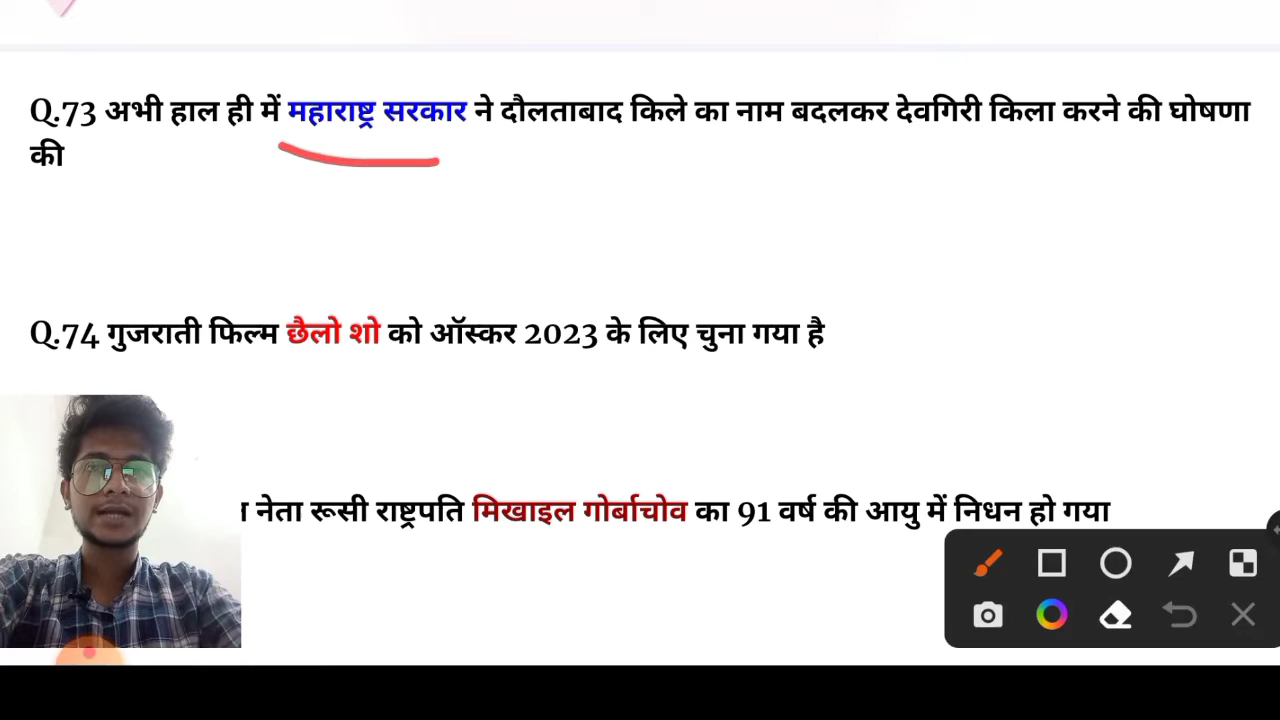 Q.73 अभी हाल ही में महाराष्ट्र सरकार ने दौलताबाद किले का नाम बदलकर देवगिरी किला करने की घोषणा
की
Q.74 गुजराती फिल्म छैलो शो को ऑस्कर 2023 के लिए चुना गया है
नेता रूसी राष्ट्रपति मिखाइल गोर्बाचोव का 91 वर्ष की आयु में निधन हो गया